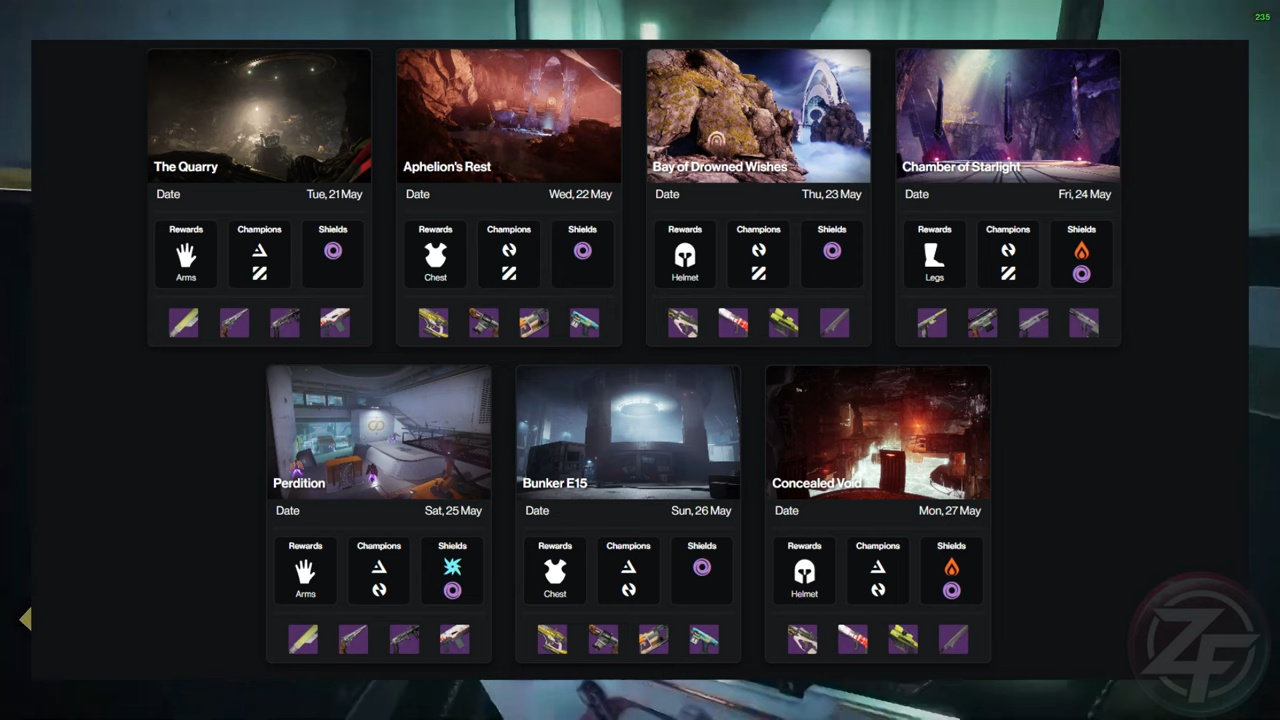 235
The Quarry
Date Tue, 21 May
Rewards Champions Shields
Arms
Aphelion's Rest
Date Wed, 22 May
Rewards Champions Shields
Chest
Bay of Drowned Wishes
Date Thu, 23 May
Rewards Champions Shields
Helmet
Chamber of Starlight
Date Fri, 24 May
Rewards Champions Shields
Legs
Perdition
Date Sat, 25 May
Rewards Champions Shields
Arms
Bunker E15
Date Sun, 26 May
Rewards Champions Shields
Chest
Concealed Void
Date Mon, 27 May
Rewards Champions Shields
Helmet
ZF